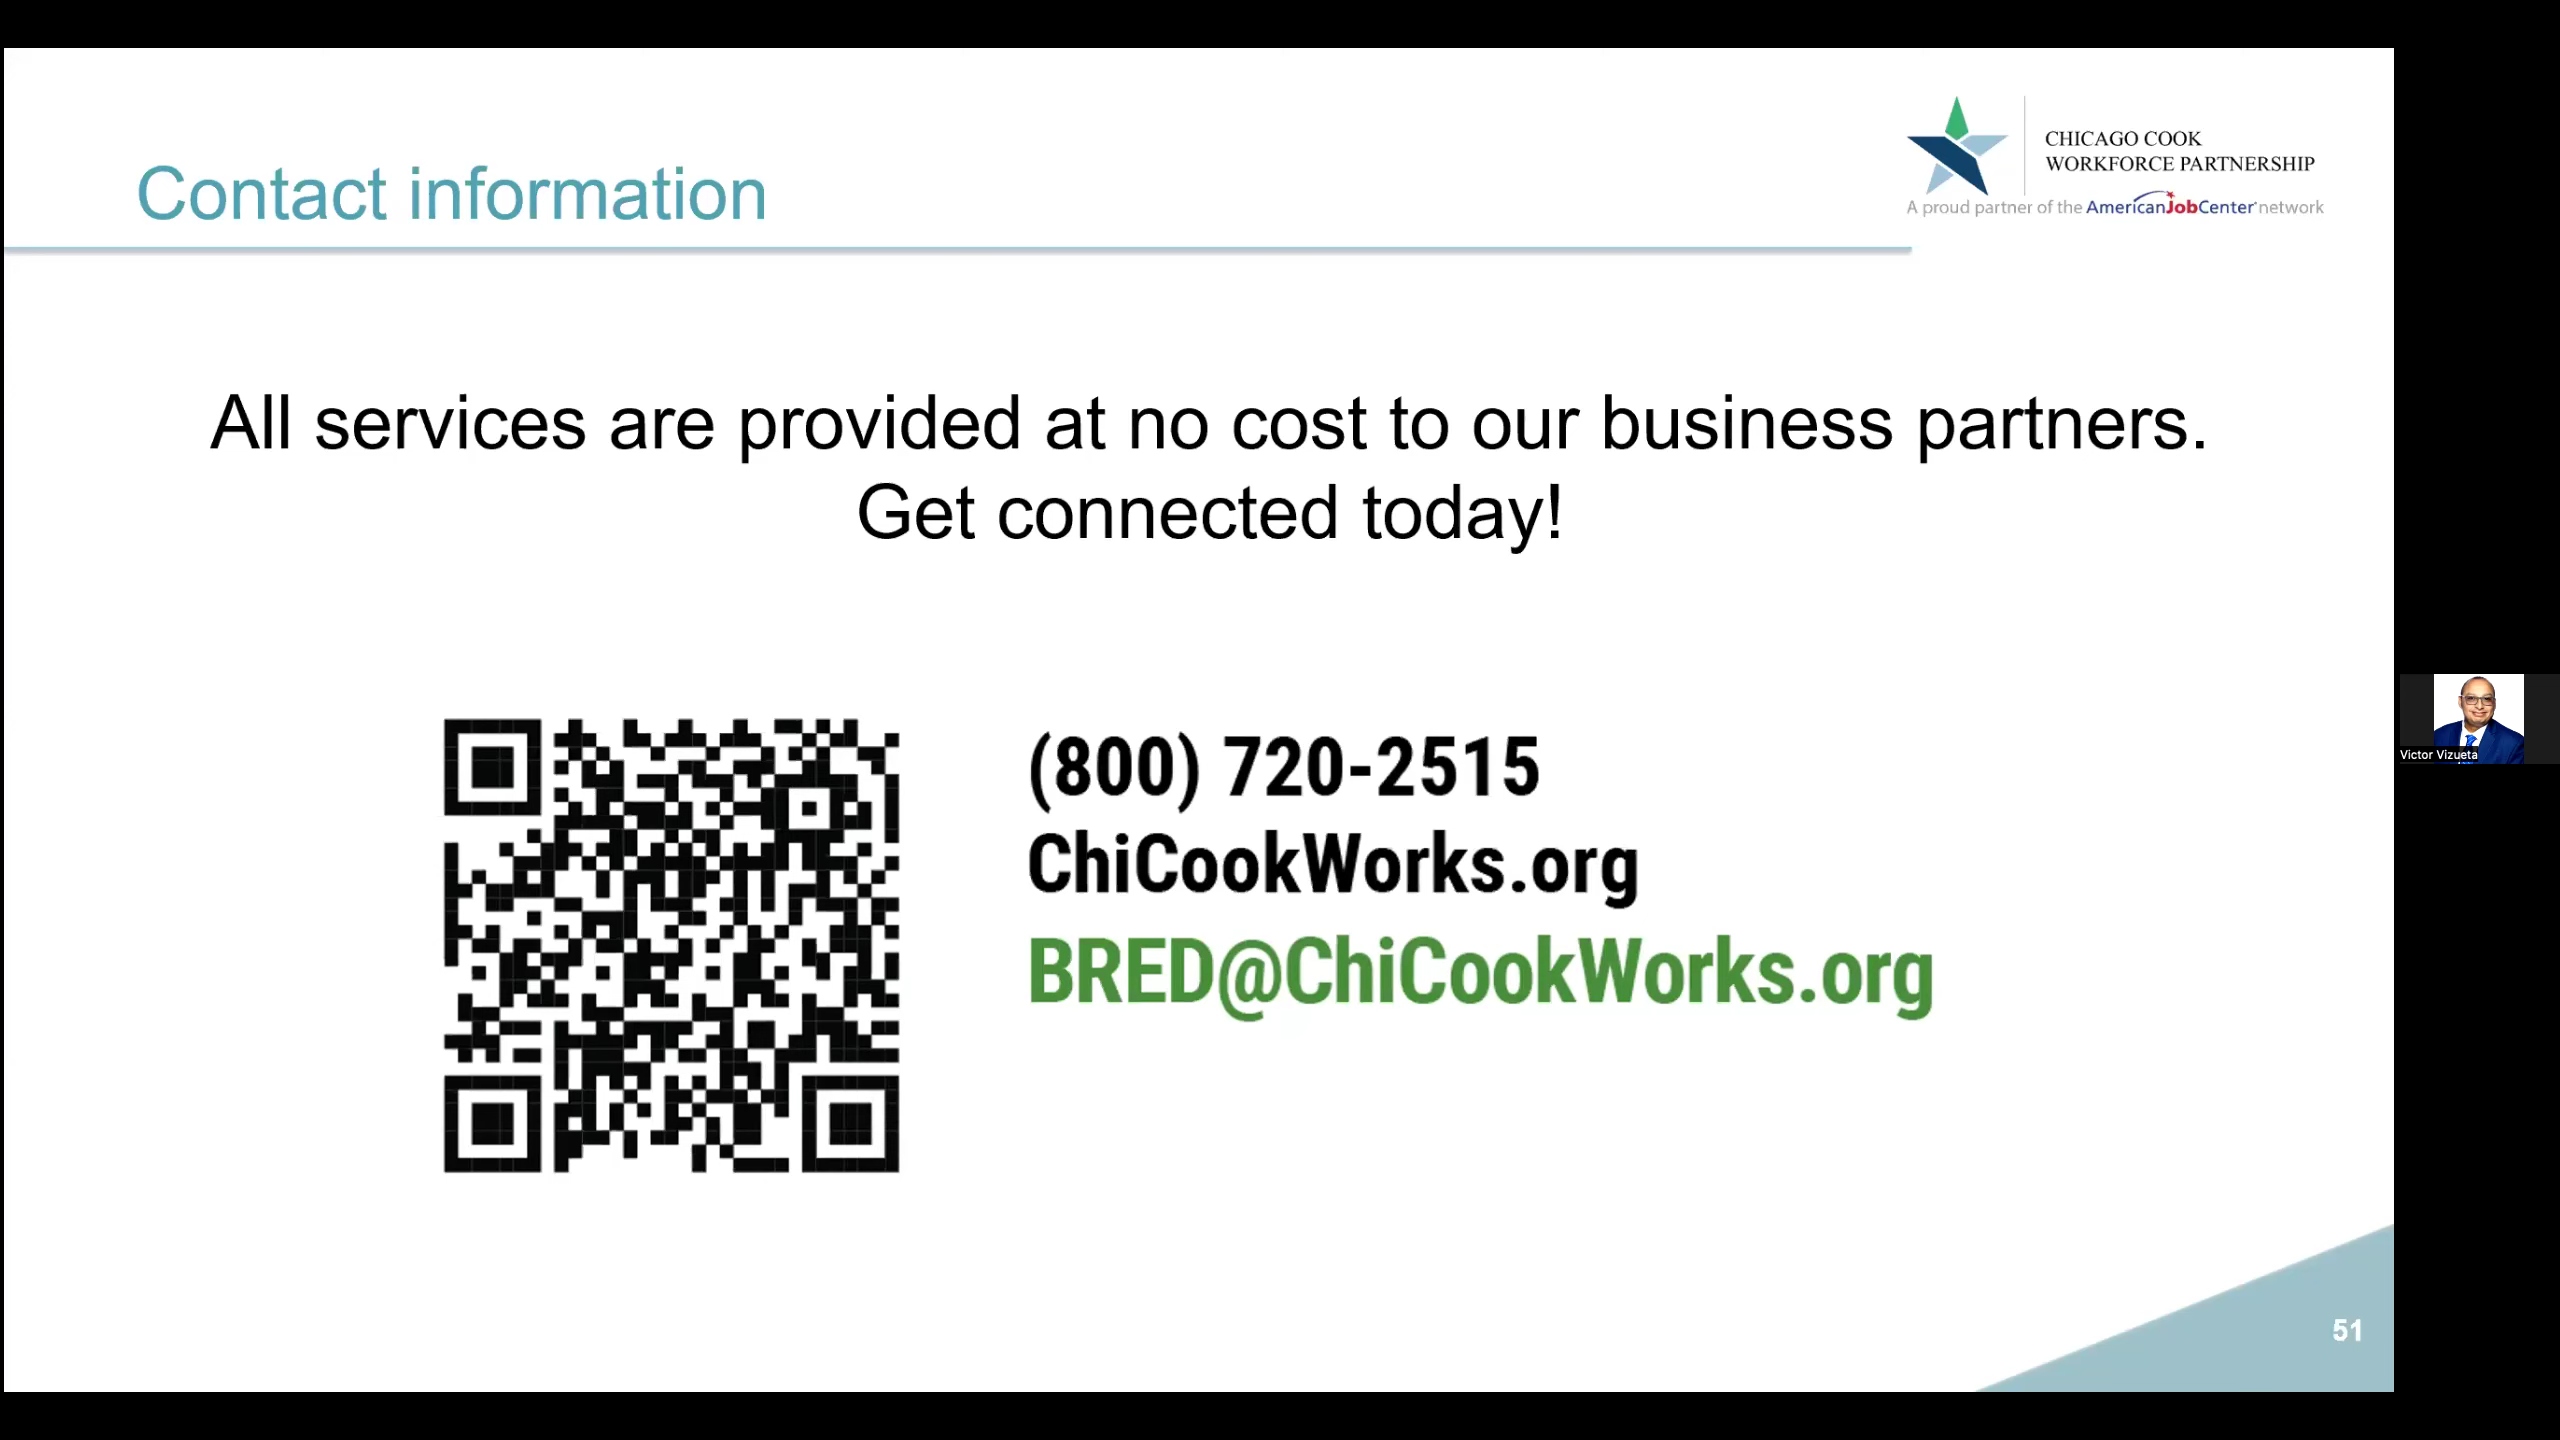 Contact information
CHICAGO COOK
WORKFORCE PARTNERSHIP
A proud partner of the AmericanJobCenter network
All services are provided at no cost to our business partners.
Get connected today!
(800) 720-2515
ChiCookWorks.org
BRED@ChiCookWorks.org
Victor Vizueta
51